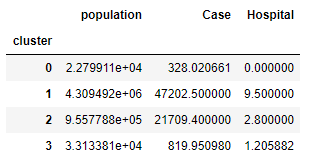 population Case Hospital
cluster
0 2.279911e+04 328.020661 0.000000
1 4.309492e+06 47202.500000 9.500000
2 9.557788e+05 21709.400000 2.800000
3 3.313381e+04 819.950980 1.205882